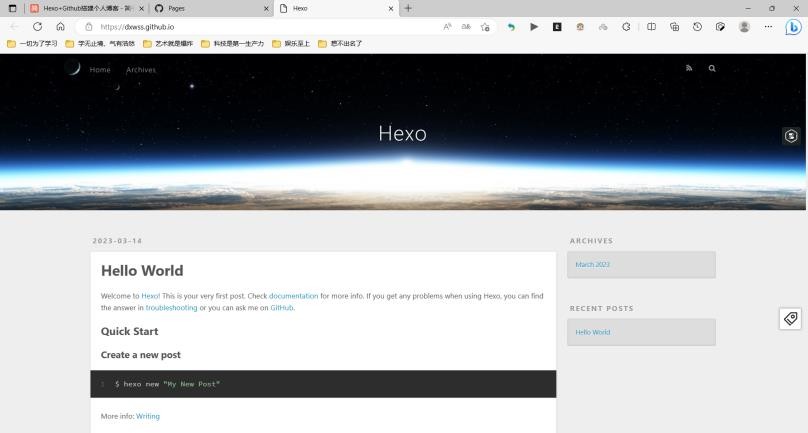 Hexo+Github搭建个人博客 - 简
Pages
Hexo
https://dxwss.github.io
一切为了学习
学无止境，气有浩然
艺术就是爆炸
科技是第一生产力
娱乐至上
想不出名了
Home
Archives
Hexo
2023-03-14
Hello World
Welcome to Hexo! This is your very first post. Check documentation for more info. If you get any problems when using Hexo, you can find
the answer in troubleshooting or you can ask me on GitHub.
Quick Start
Create a new post
1 $ hexo new "My New Post"
More info: Writing
ARCHIVES
March 2023
RECENT POSTS
Hello World